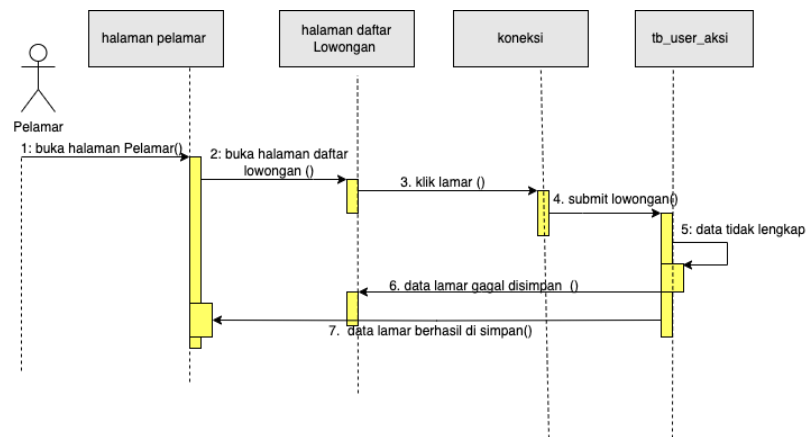 halaman pelamar
halaman daftar
Lowongan
koneksi
tb_user_aksi
Pelamar
1: buka halaman Pelamar()
2: buka halaman daftar
lowongan ()
3. klik lamar ()
4. submit lowongan()
5: data tidak lengkap
6. data lamar gagal disimpan ()
7. data lamar berhasil di simpan()